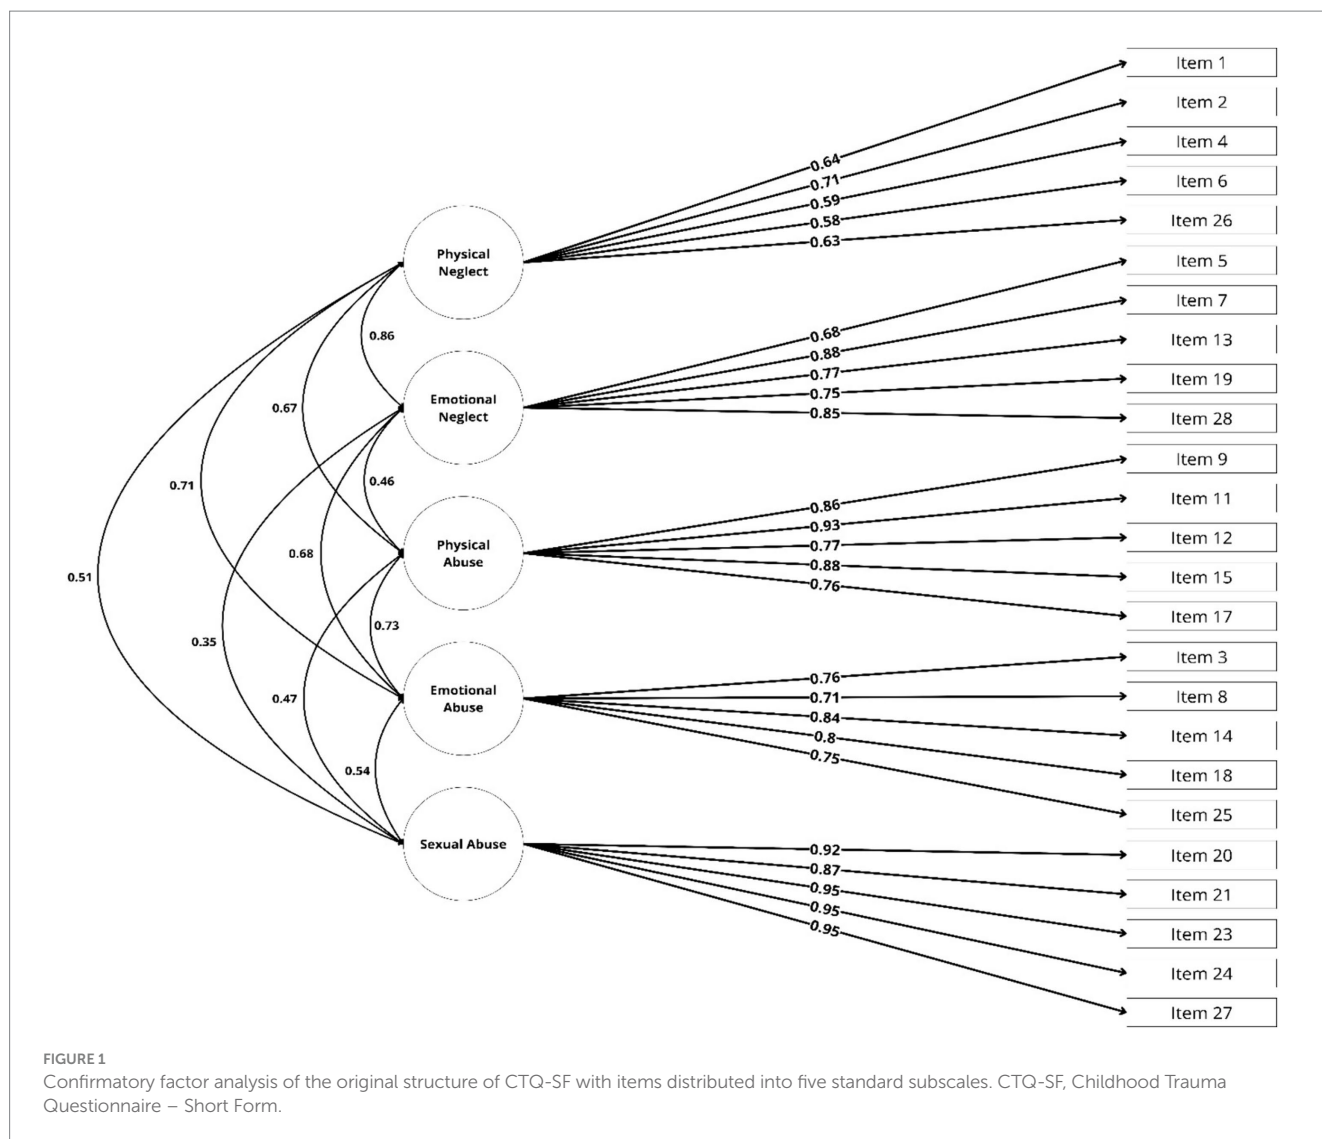 Item 1
Item 2
Item 4
Item 6
Item 26
Item 5
Item 7
Item 13
Item 19
Item 28
Item 9
Item 11
Item 12
Item 15
Item 17
Item 3
Item 8
Item 14
Item 18
Item 25
Item 20
Item 21
Item 23
Item 24
Item 27
0.64
0.71
0.59
0.58
0.63
0.68
0.88
0.77
0.75
0.85
0.86
0.93
0.77
0.88
0.76
0.76
0.71
0.84
0.8
0.75
0.92
0.87
0.95
0.95
0.95
Physical
Neglect
Emotional
Neglect
Physical
Abuse
Emotional
Abuse
Sexual Abuse
0.86
0.67
0.46
0.71
0.68
0.51
0.73
0.35
0.47
0.54
FIGURE 1
Confirmatory factor analysis of the original structure of CTQ-SF with items distributed into five standard subscales. CTQ-SF, Childhood Trauma
Questionnaire – Short Form.